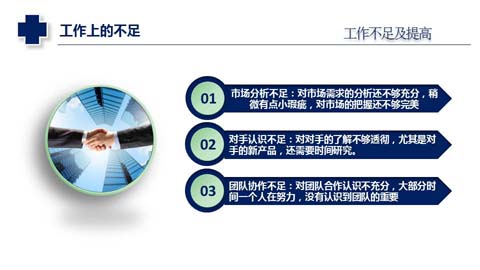 工作上的不足
工作不足及提高
01
市场分析不足：对市场需求的分析还不够充分，稍
微有点小瑕疵，对市场的把握还不够完美
02
对手认识不足：对对手的了解不够透彻，尤其是对
手的新产品，还需要时间研究。
03
团队协作不足：对团队合作认识不充分，大部分时
间一个人在努力，没有认识到团队的重要